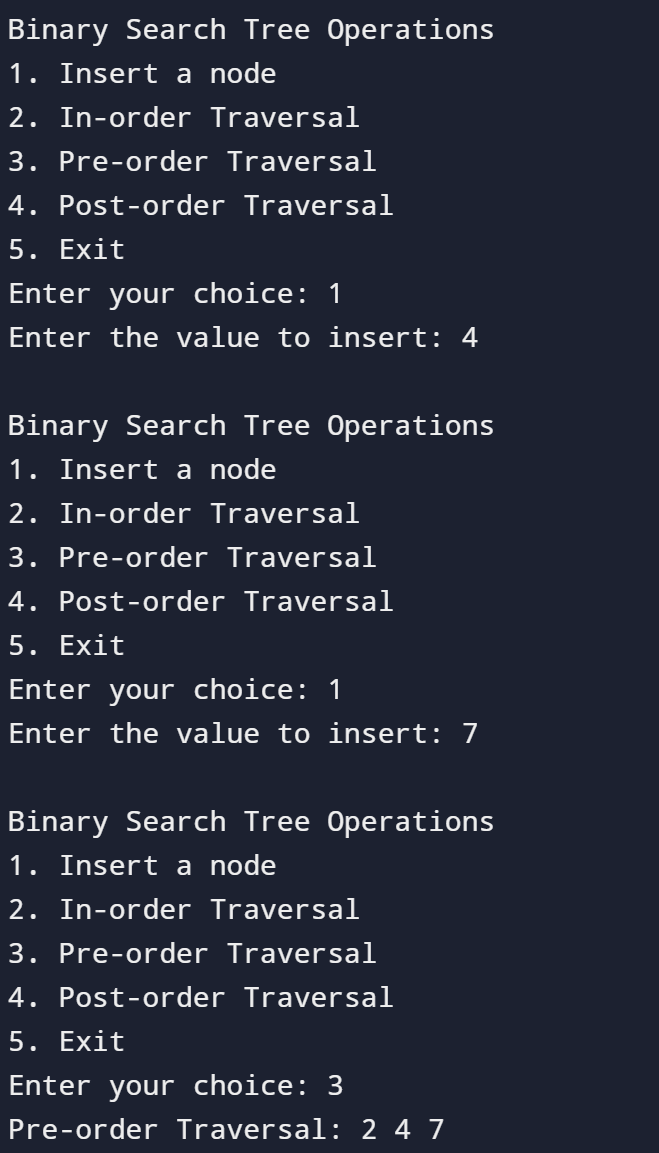 Binary Search Tree Operations
1. Insert a node
2. In-order Traversal
3. Pre-order Traversal
4. Post-order Traversal
5. Exit
Enter your choice: 1
Enter the value to insert: 4
Binary Search Tree Operations
1. Insert a node
2. In-order Traversal
3. Pre-order Traversal
4. Post-order Traversal
5. Exit
Enter your choice: 1
Enter the value to insert: 7
Binary Search Tree Operations
1. Insert a node
2. In-order Traversal
3. Pre-order Traversal
4. Post-order Traversal
5. Exit
Enter your choice: 3
Pre-order Traversal: 2 4 7